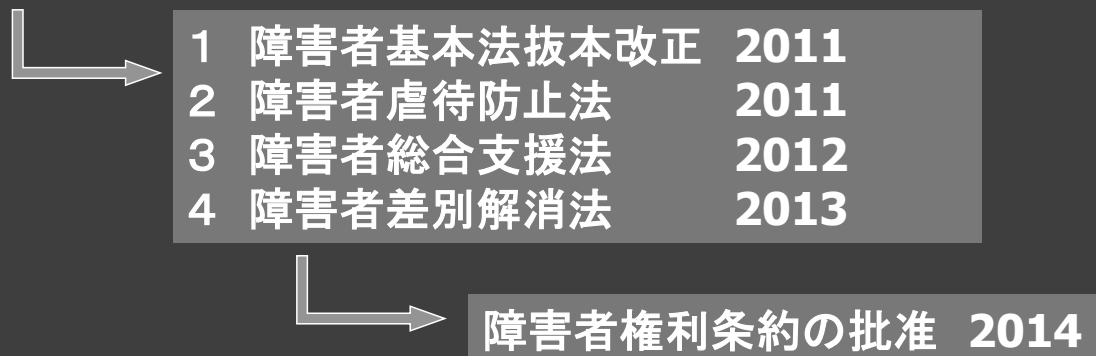 １ 障害者基本法抜本改正 2011
２ 障害者虐待防止法 2011
３ 障害者総合支援法 2012
４ 障害者差別解消法 2013
障害者権利条約の批准 2014